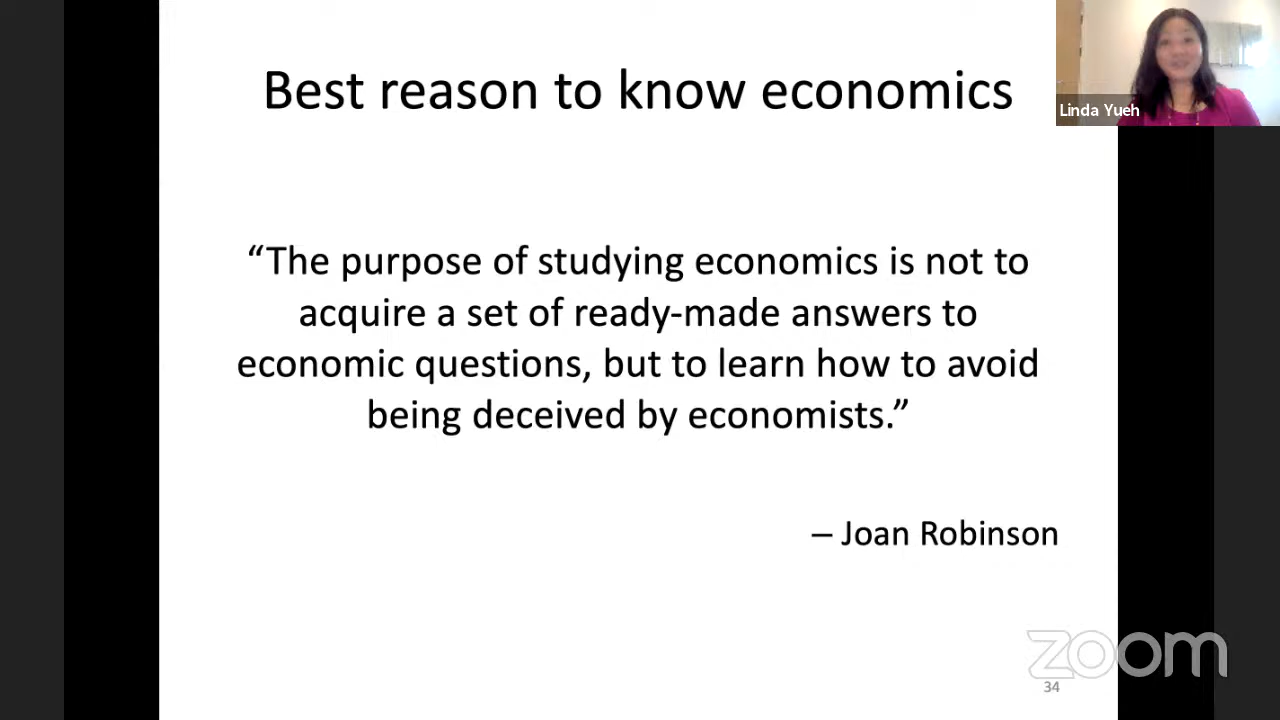 Best reason to know economics
Linda Yueh
“The purpose of studying economics is not to
acquire a set of ready-made answers to
economic questions, but to learn how to avoid
being deceived by economists.”
– Joan Robinson
zoom
34